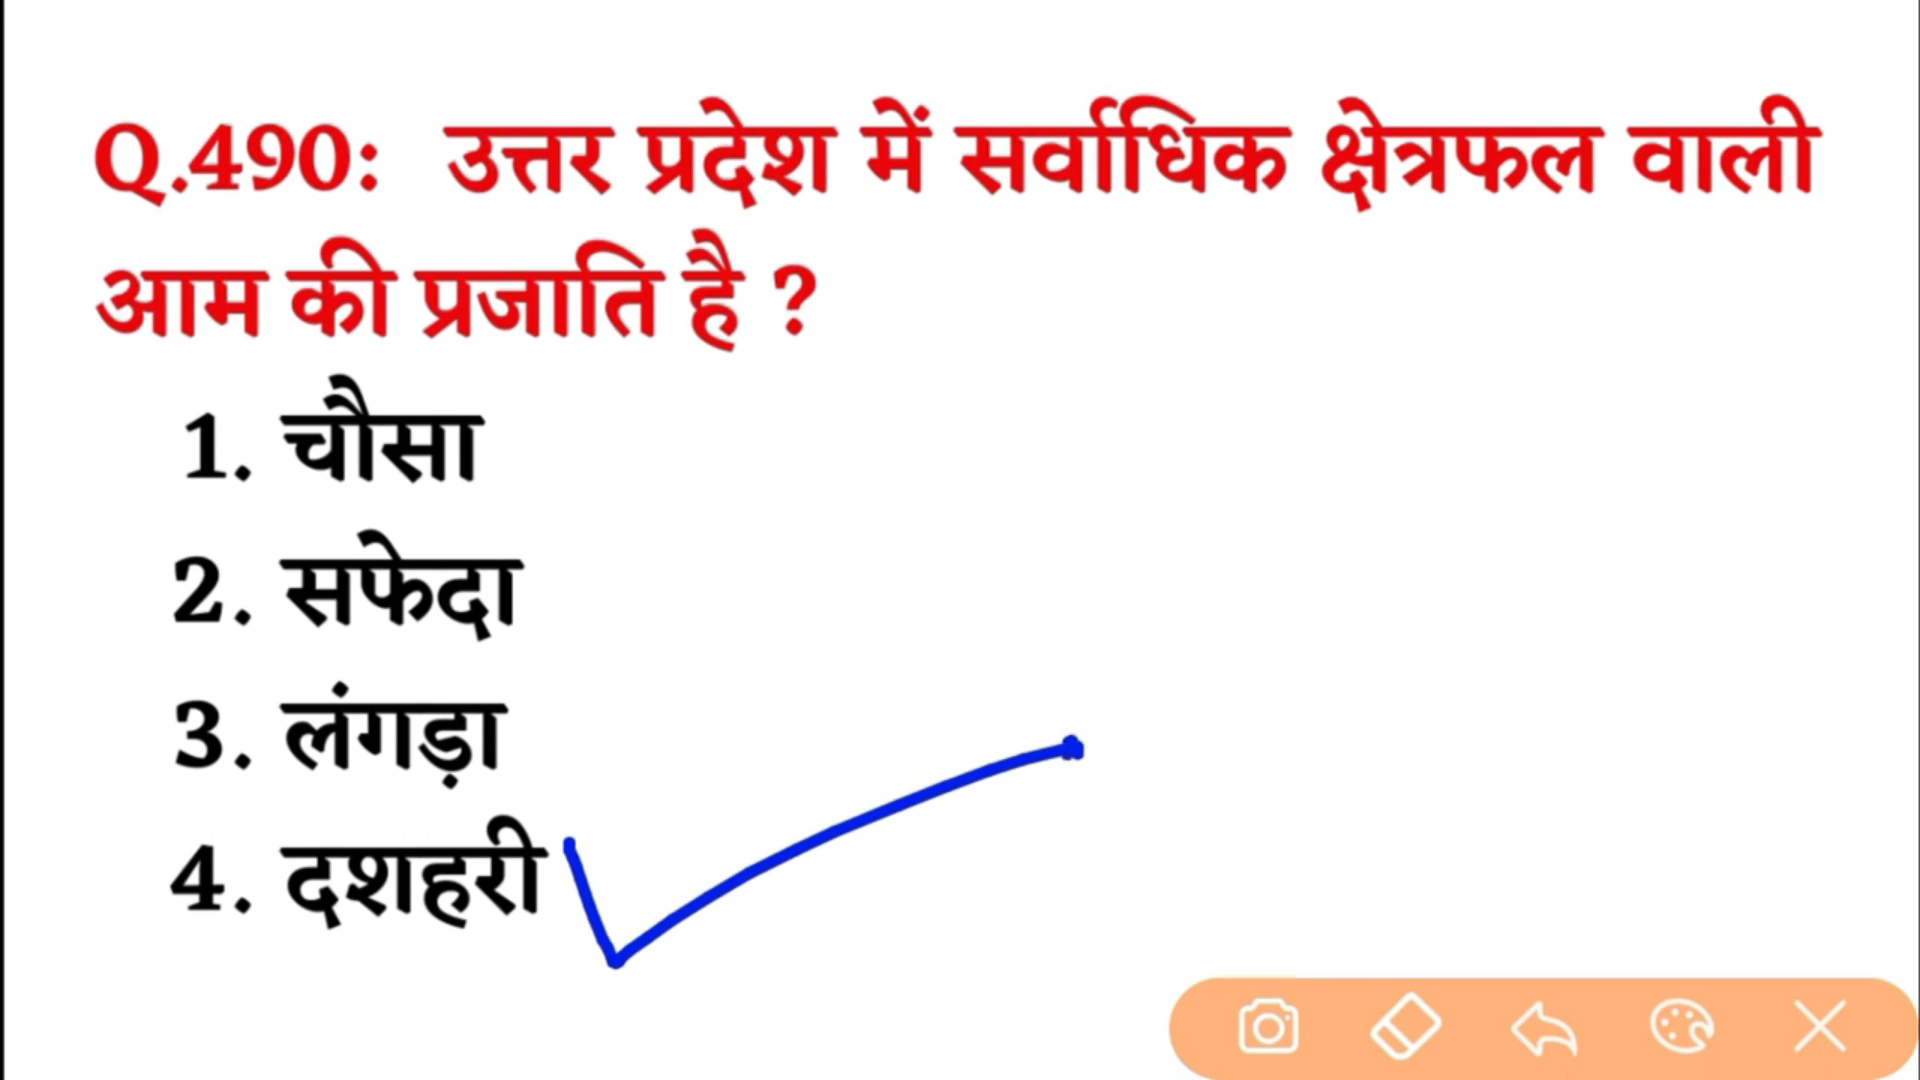 Q.490: उत्तर प्रदेश में सर्वाधिक क्षेत्रफल वाली
आम की प्रजाति है ?
1. चौसा
2. सफेदा
3. लंगड़ा
4. दशहरी